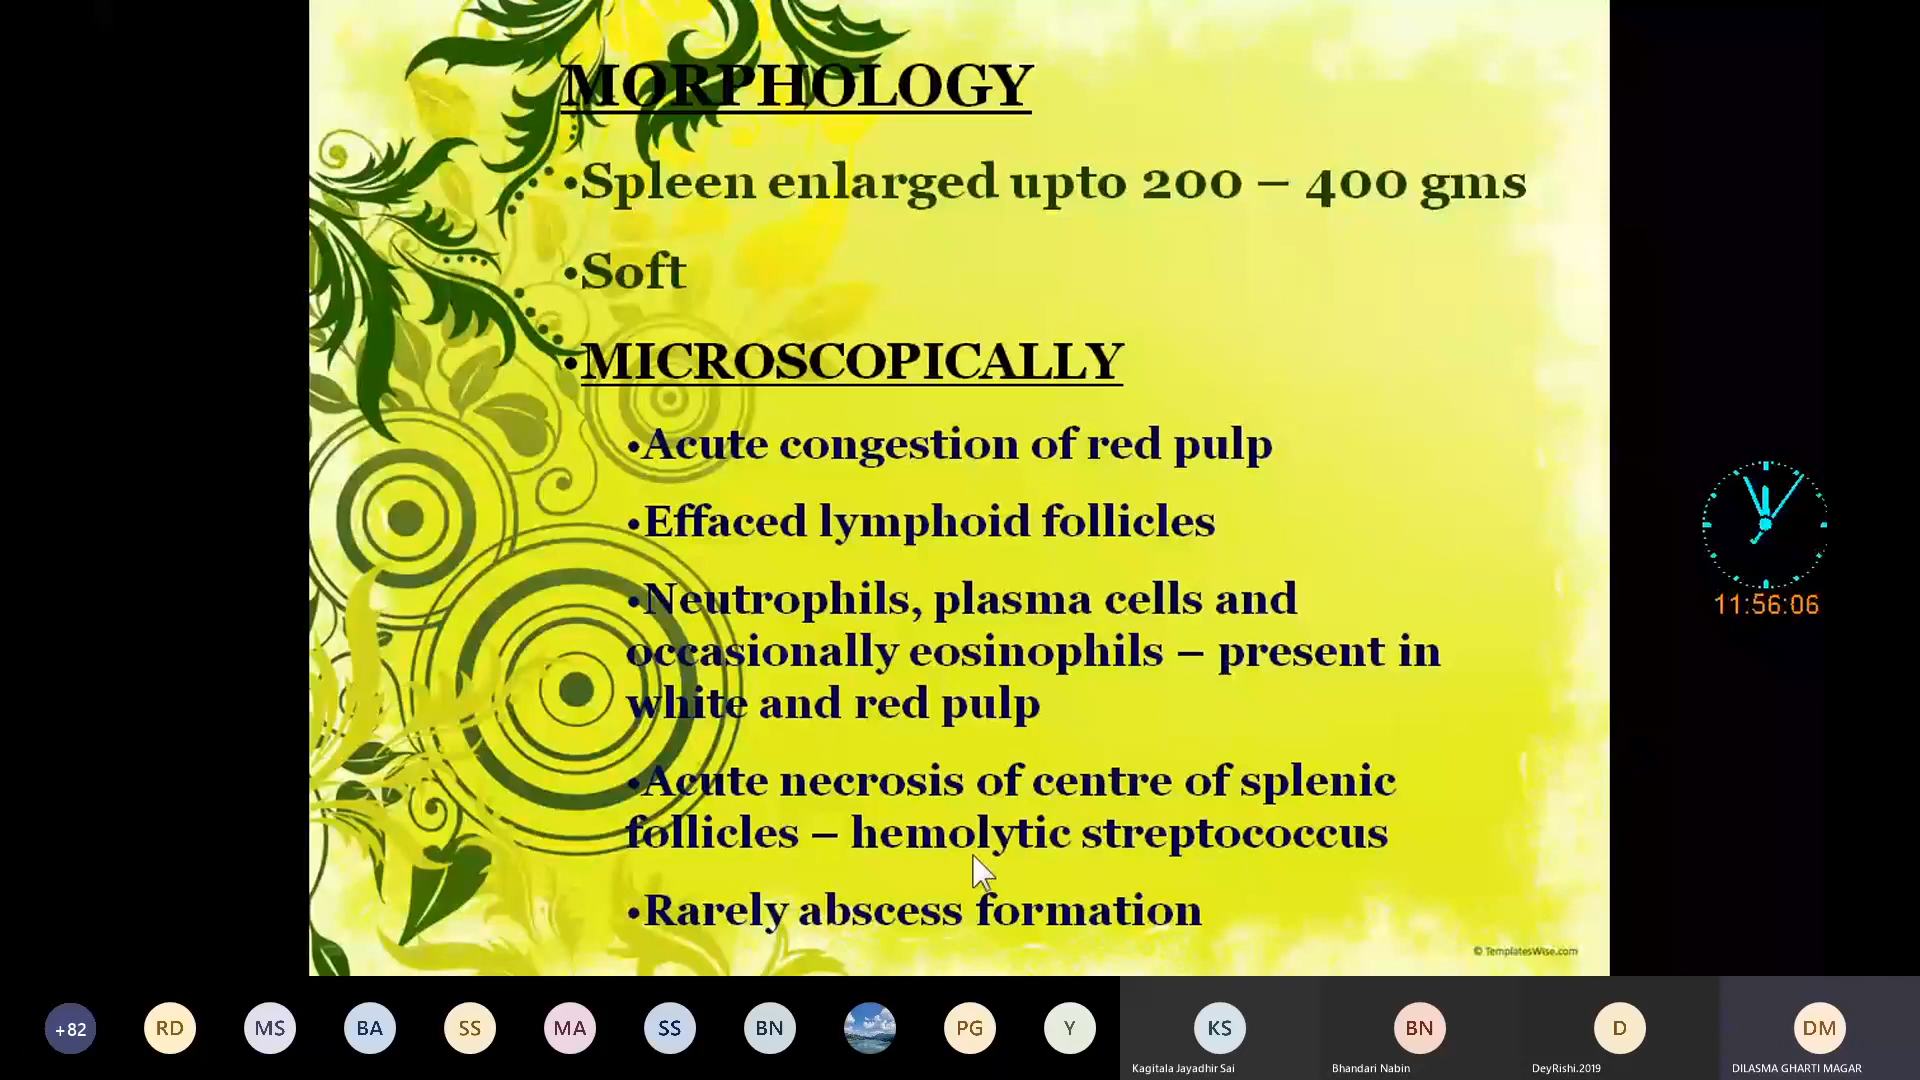 MORPHOLOGY
•Spleen enlarged upto 200 – 400 gms
•Soft
•MICROSCOPICALLY
•Acute congestion of red pulp
•Effaced lymphoid follicles
•Neutrophils, plasma cells and
occasionally eosinophils – present in
white and red pulp
•Acute necrosis of centre of splenic
follicles – hemolytic streptococcus
•Rarely abscess formation
© TemplatesWise.com
11:56:06
+82
RD
MS
BA
SS
MA
SS
BN
PG
Y
KS
BN
D
DM
Kagitala Jayadhir Sai
Bhandari Nabin
DeyRishi.2019
DILASMA GHARTI MAGAR